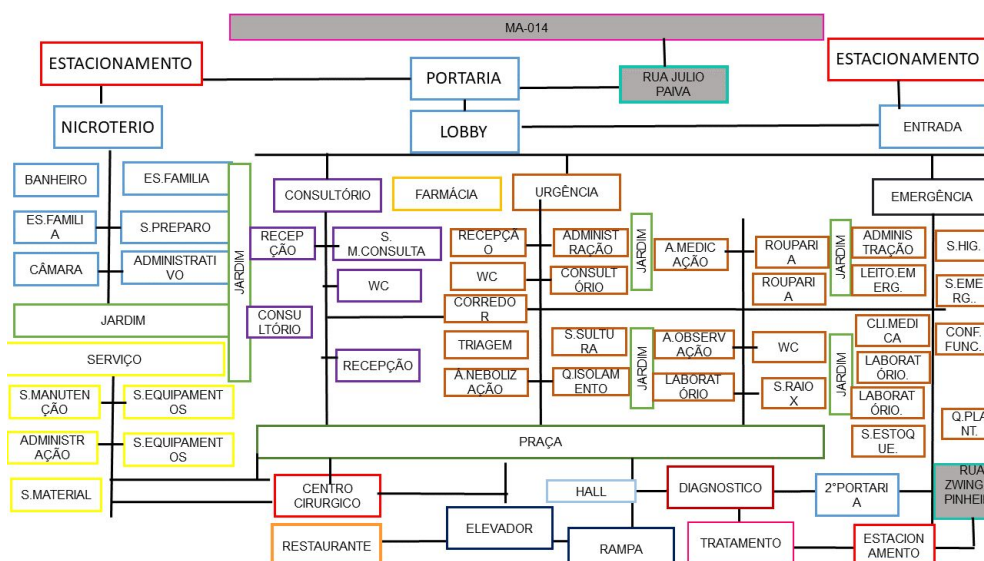 MA-014
ESTACIONAMENTO
PORTARIA
RUA JULIO
PAIVA
ESTACIONAMENTO
NICROTERIO
LOBBY
ENTRADA
BANHEIRO
ES.FAMILIA
ES.FAMILI
A
S.PREPARO
CÂMARA
ADMINISTRATI
VO
JARDIM
JARDIM
CONSULTÓRIO
FARMÁCIA
URGÊNCIA
EMERGÊNCIA
RECEP
ÇÃO
S.
M.CONSULTA
WC
CONSU
LTÓRIO
RECEPÇÃO
RECEPÇÃ
O
ADMINIST
RAÇÃO
WC
CONSULT
ÓRIO
CORREDO
R
TRIAGEM
S.SULTU
RA
Á.NEBOLIZ
AÇÃO
Q.ISOLAM
ENTO
JARDIM
JARDIM
A.MEDIC
AÇÃO
ROUPARI
A
ROUPARI
A
A.OBSERV
AÇÃO
WC
LABORAT
ÓRIO
S.RAIO
X
JARDIM
JARDIM
ADMINIS
TRAÇÃO
LEITO.EM
ERG.
CLI.MEDI
CA
LABORAT
ÓRIO.
LABORAT
ÓRIO.
S.ESTOQ
UE.
S.HIG.
S.EME
RG..
CONF.
FUNC.
Q.PLA
NT.
SERVIÇO
S.MANUTEN
ÇÃO
S.EQUIPAMEN
TOS
ADMINISTR
AÇÃO
S.EQUIPAMEN
TOS
S.MATERIAL
PRAÇA
CENTRO
CIRURGICO
HALL
DIAGNOSTICO
2°PORTARI
A
RUA
ZWING
PINHEI
RESTAURANTE
ELEVADOR
RAMPA
TRATAMENTO
ESTACION
AMENTO